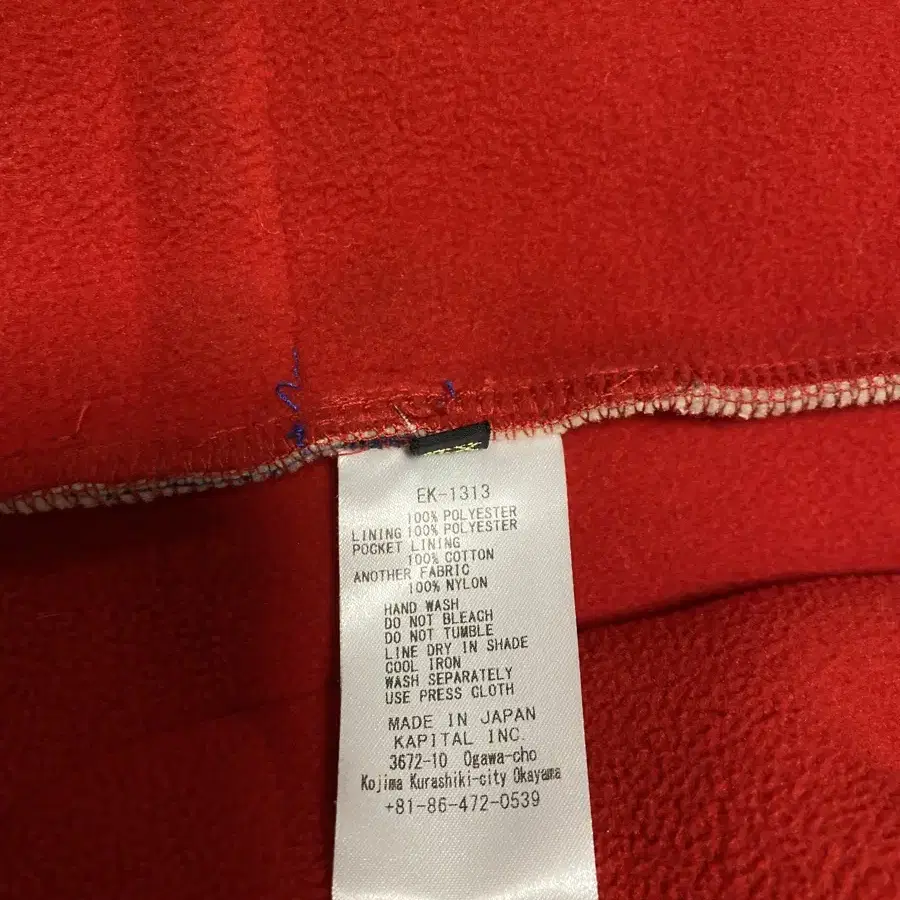 EK-1313
100% POLYESTER
LINING 100% POLYESTER
POCKET LINING
100% COTTON
ANOTHER FABRIC
100% NYLON
HAND WASH
DO NOT BLEACH
DO NOT TUMBLE
LINE DRY IN SHADE
COOL IRON
WASH SEPARATELY
USE PRESS CLOTH
MADE IN JAPAN
KAPITAL INC.
3672-10 Ogawa-cho
Kojima Kurashiki-city Okayama
+81-86-472-0539